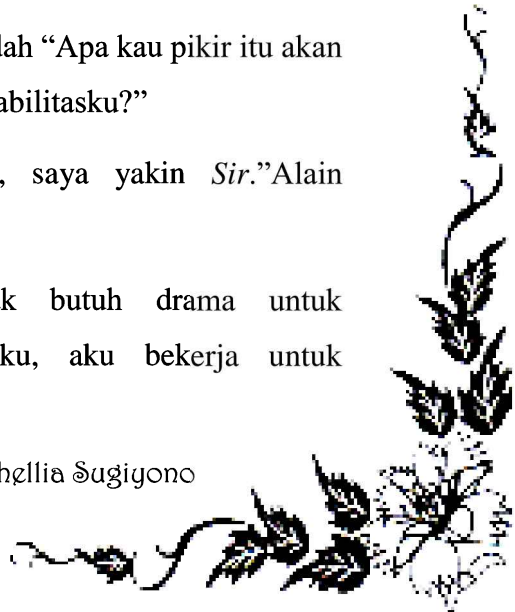 dah “Apa kau pikir itu akan
abilitasku?”
, saya yakin Sir.”Alain
k butuh drama untuk
ku, aku bekerja untuk
hellia Sugiyono